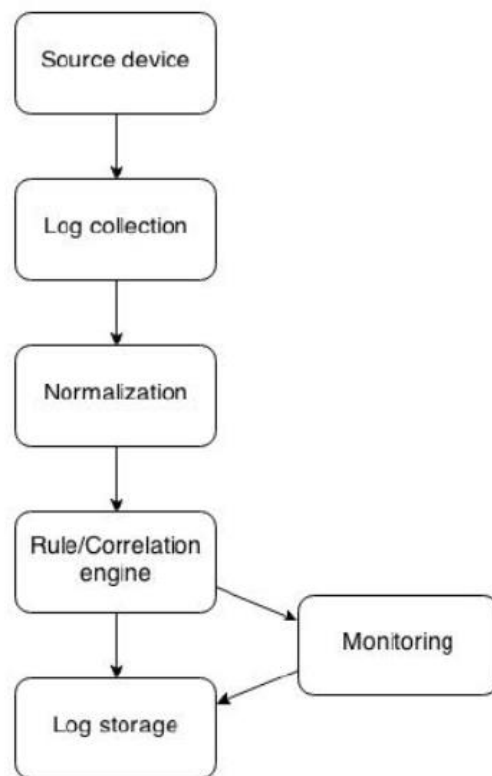 Source device
Log collection
Normalization
Rule/Correlation
engine
Monitoring
Log storage